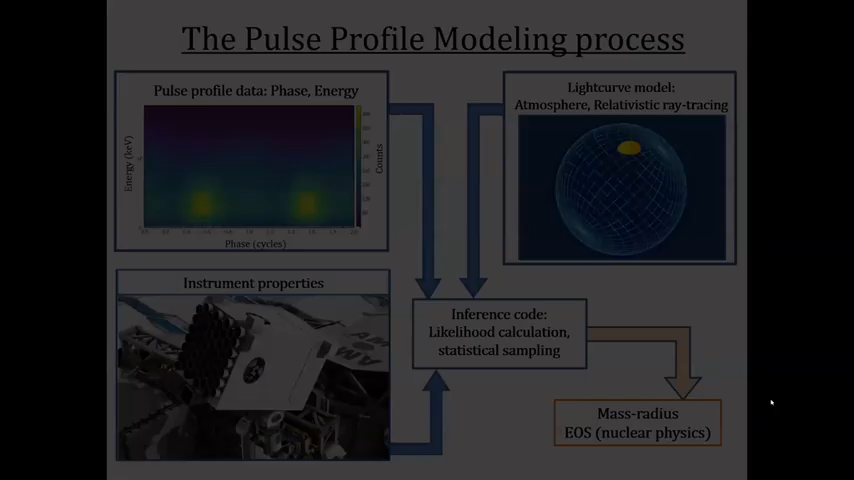 The Pulse Profile Modeling process
Pulse profile data: Phase, Energy
Energy (keV)
Counts
Phase (cycles)
Lightcurve model:
Atmosphere, Relativistic ray-tracing
Instrument properties
Inference code:
Likelihood calculation,
statistical sampling
Mass-radius
EOS (nuclear physics)